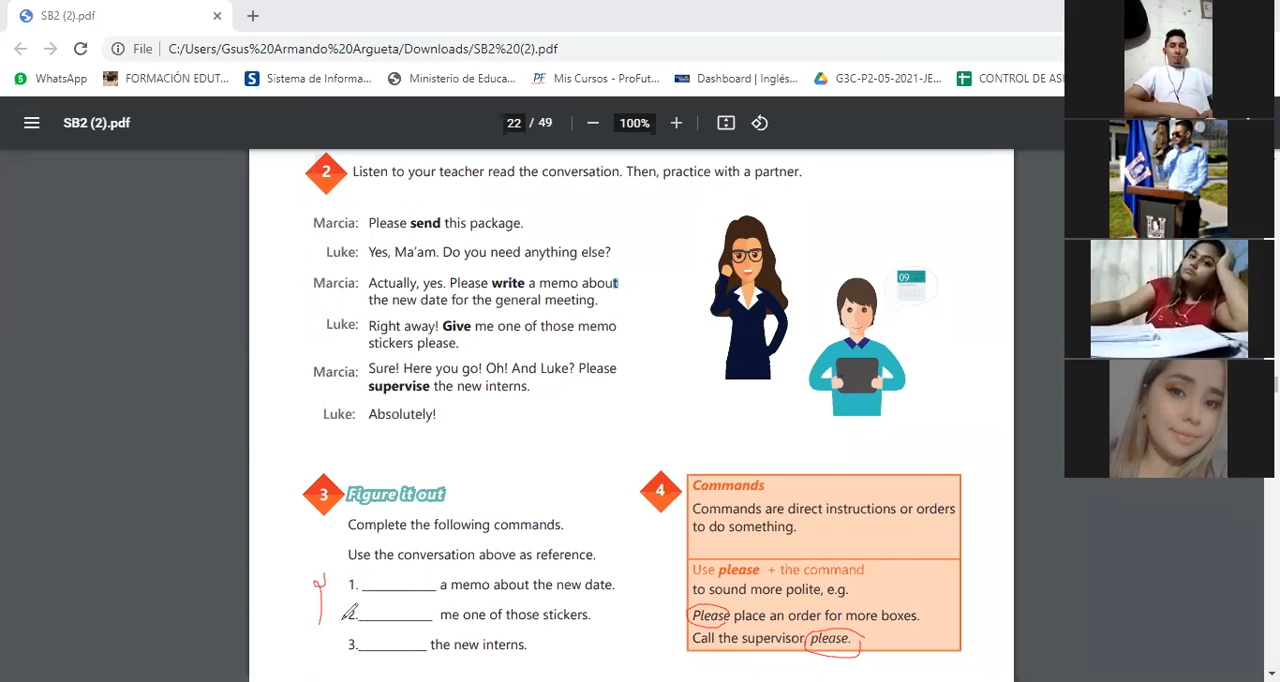 SB2 (2).pdf
File
C:/Users/Gsus%20Armando%20Argueta/Downloads/SB2%20(2).pdf
WhatsApp
FORMACIÓN EDUT...
Sistema de Informa...
Ministerio de Educa...
PF Mis Cursos - ProFut...
Dashboard | Inglés...
G3C-P2-05-2021-JE...
CONTROL DE ASI
SB2 (2).pdf
22 / 49
100%
2 Listen to your teacher read the conversation. Then, practice with a partner.
Marcia: Please send this package.
Luke: Yes, Ma'am. Do you need anything else?
Marcia: Actually, yes. Please write a memo about
the new date for the general meeting.
Luke: Right away! Give me one of those memo
stickers please.
Marcia: Sure! Here you go! Oh! And Luke? Please
supervise the new interns.
Luke: Absolutely!
09
3 Figure it out
Complete the following commands.
Use the conversation above as reference.
1. __________ a memo about the new date.
2.__________ me one of those stickers.
3.__________ the new interns.
4 Commands
Commands are direct instructions or orders
to do something.
Use please + the command
to sound more polite, e.g.
Please place an order for more boxes.
Call the supervisor please.